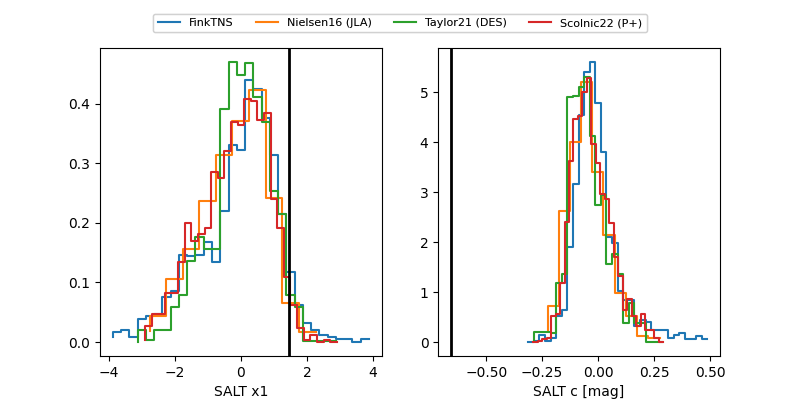 FinkTNS Nielsen16 (JLA) Taylor21 (DES) Scolnic22 (P+)
0.4
0.3
0.2
0.1
0.0
−4 −2 0 2 4
SALT x1
5
4
3
2
1
0
−0.50 −0.25 0.00 0.25 0.50
SALT c [mag]